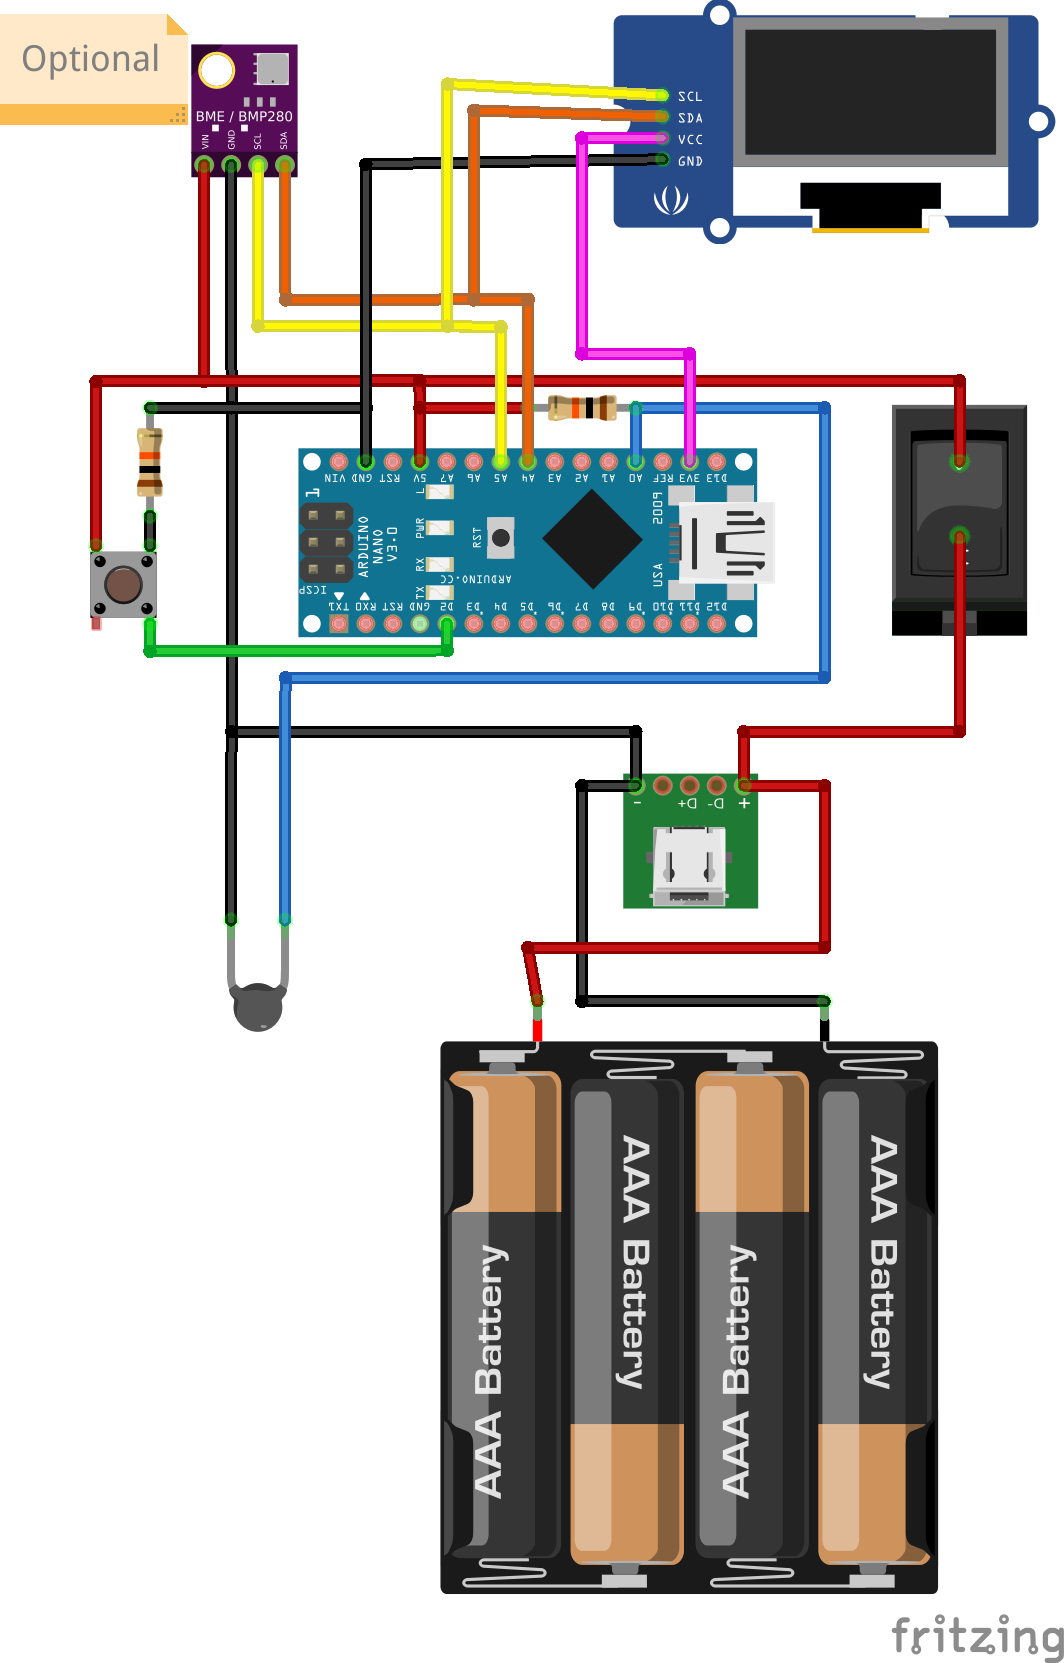 Optional
BME / BMP280
VIN
GND
SCL
SDA
SCL
SDA
VCC
GND
VIN
GND
RST
5V
A7
A6
A5
A4
A3
A2
A1
A0
REF
3V3
D13
1
L
PWR
RX
TX
ARDUINO
NANO
V3.0
RST
ARDUINO.CC
ICSP
2009
USA
TX1
RX0
RST
GND
D2
D3
D4
D5
D6
D7
D8
D9
D10
D11
D12
-
D+
D-
+
AAA Battery
AAA Battery
AAA Battery
AAA Battery
fritzing